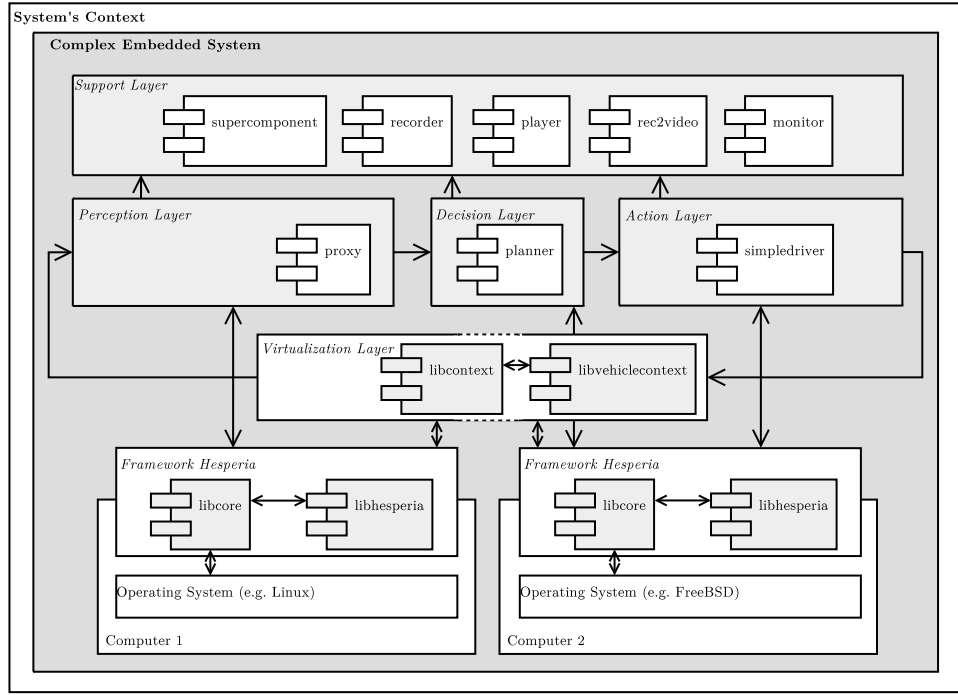 System's Context
Complex Embedded System
Support Layer
supercomponent
recorder
player
rec2video
monitor
Perception Layer
proxy
Decision Layer
planner
Action Layer
simpledriver
Virtualization Layer
libcontext
libvehiclecontext
Framework Hesperia
libcore
libhesperia
Operating System (e.g. Linux)
Computer 1
Framework Hesperia
libcore
libhesperia
Operating System (e.g. FreeBSD)
Computer 2